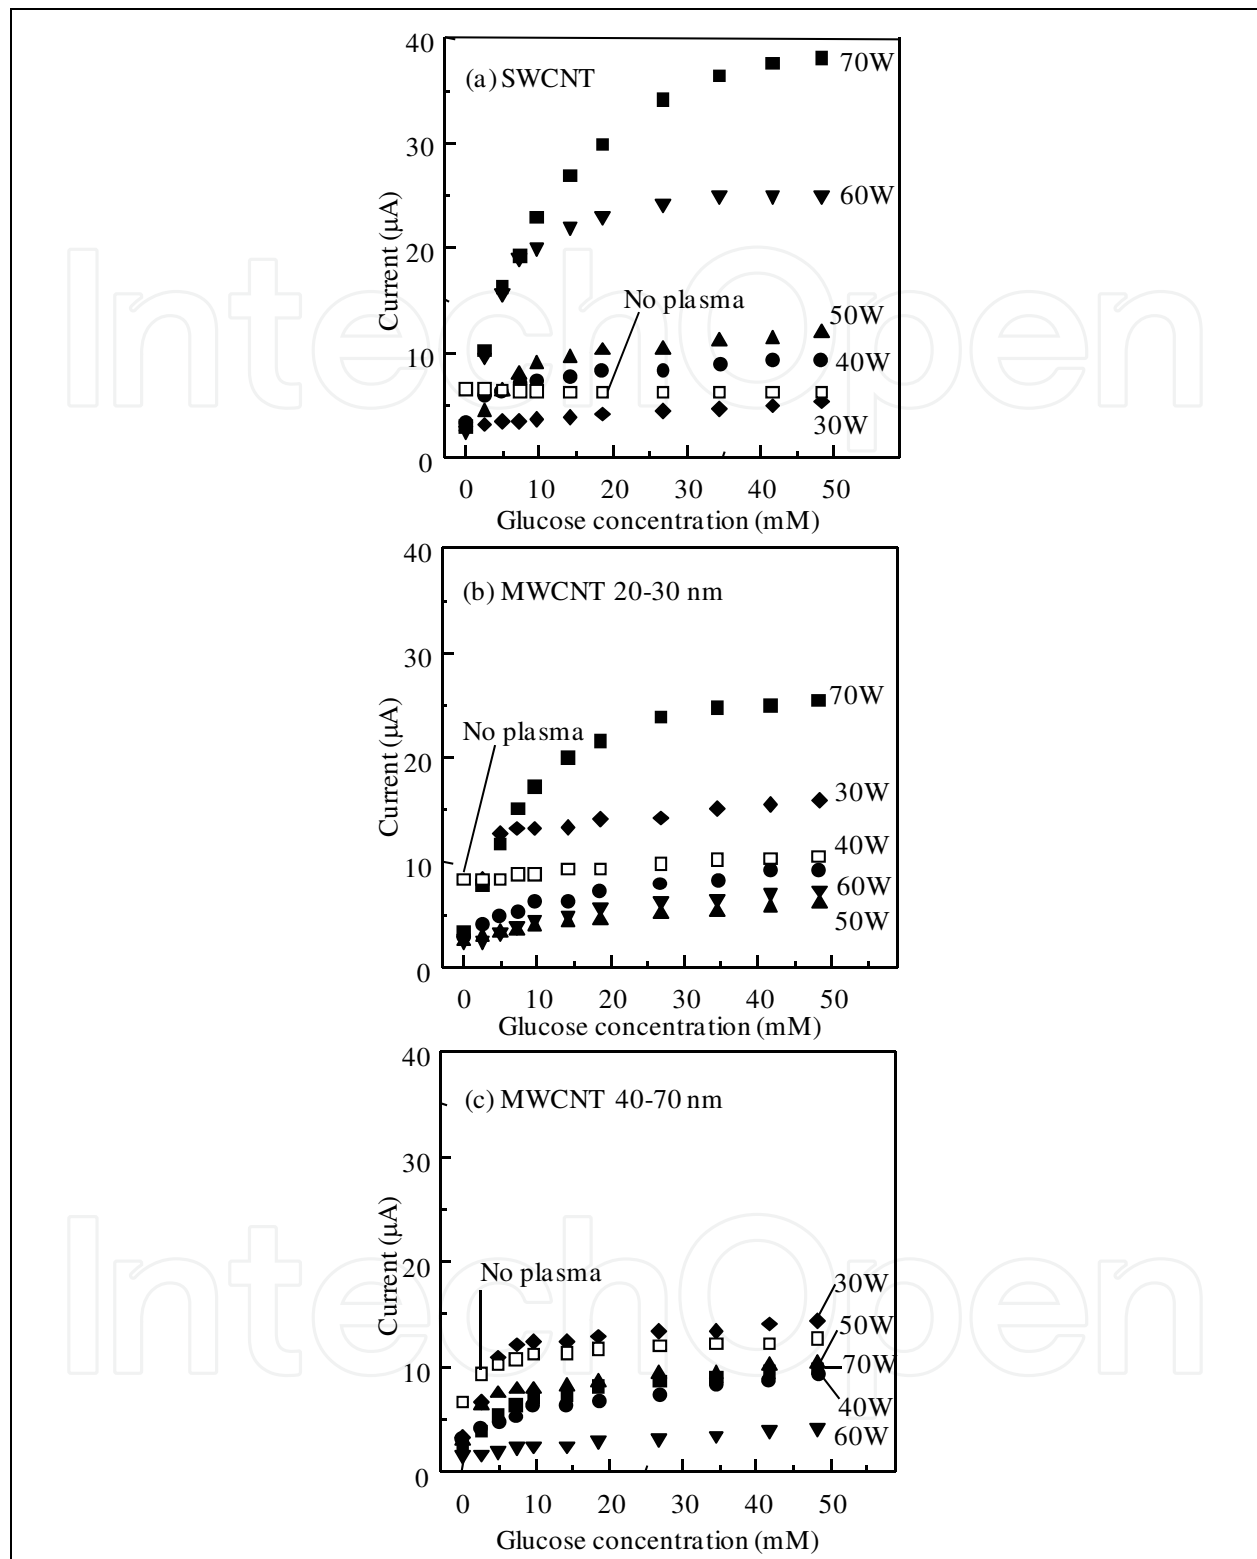 40
(a) SWCNT
70W
30
60W
Current (μA)
20
No plasma
50W
10
40W
30W
0
0 10 20 30 40 50
Glucose concentration (mM)
40
(b) MWCNT 20-30 nm
30
70W
No plasma
Current (μA)
20
30W
40W
10
60W
50W
0
0 10 20 30 40 50
Glucose concentration (mM)
40
(c) MWCNT 40-70 nm
30
Current (μA)
20
No plasma
30W
50W
10
70W
40W
60W
0
0 10 20 30 40 50
Glucose concentration (mM)
IntechOpen
IntechOpen